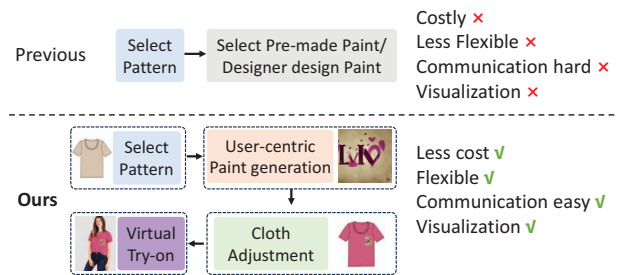 Previous
Select
Pattern
Select Pre-made Paint/
Designer design Paint
Costly ×
Less Flexible ×
Communication hard ×
Visualization ×
Ours
Select
Pattern
User-centric
Paint generation
Virtual
Try-on
Cloth
Adjustment
Less cost √
Flexible √
Communication easy √
Visualization √